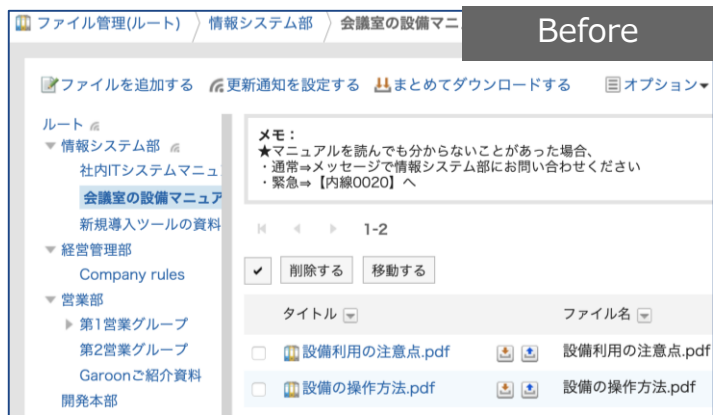 ファイル管理(ルート) 情報システム部 会議室の設備マニ
Before
ファイルを追加する 更新通知を設定する まとめてダウンロードする オプション
ルート
情報システム部
社内ITシステムマニュ
会議室の設備マニュア
新規導入ツールの資料
経営管理部
Company rules
営業部
第1営業グループ
第2営業グループ
Garoonご紹介資料
開発本部
メモ：
★マニュアルを読んでも分からないことがあった場合、
・通常⇒メッセージで情報システム部にお問い合わせください
・緊急⇒【内線0020】へ
1-2
削除する 移動する
タイトル ファイル名
設備利用の注意点.pdf 設備利用の注意点.pdf
設備の操作方法.pdf 設備の操作方法.pdf